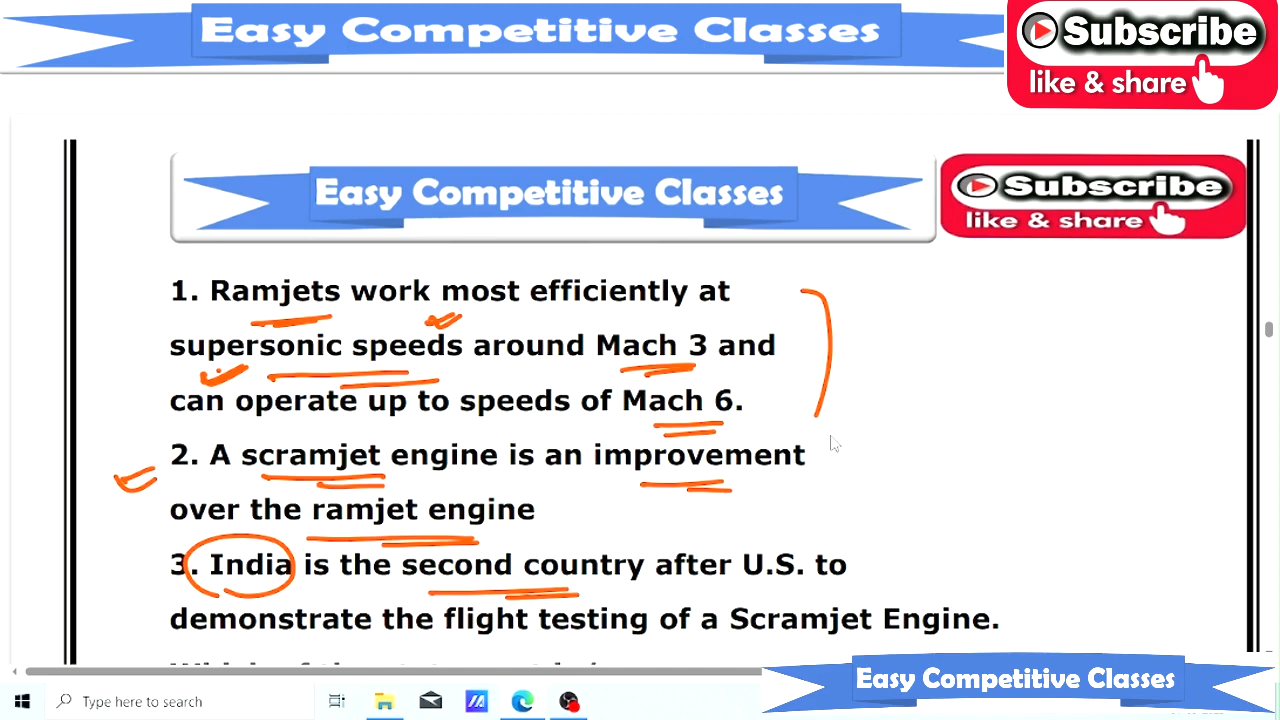 Easy Competitive Classes
Subscribe
like & share
Easy Competitive Classes
Subscribe
like & share
1. Ramjets work most efficiently at
supersonic speeds around Mach 3 and
can operate up to speeds of Mach 6.
2. A scramjet engine is an improvement
over the ramjet engine
3. India is the second country after U.S. to
demonstrate the flight testing of a Scramjet Engine.
Easy Competitive Classes
Type here to search